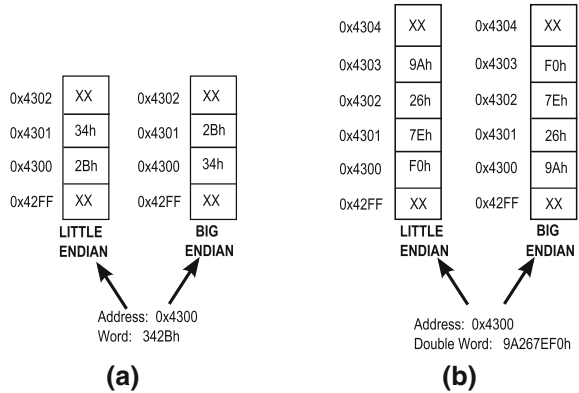 0x4302 XX 0x4302 XX
0x4301 34h 0x4301 2Bh
0x4300 2Bh 0x4300 34h
0x42FF XX 0x42FF XX
LITTLE ENDIAN
BIG ENDIAN
Address: 0x4300
Word: 342Bh
(a)
0x4304 XX 0x4304 XX
0x4303 9Ah 0x4303 F0h
0x4302 26h 0x4302 7Eh
0x4301 7Eh 0x4301 26h
0x4300 F0h 0x4300 9Ah
0x42FF XX 0x42FF XX
LITTLE ENDIAN
BIG ENDIAN
Address: 0x4300
Double Word: 9A267EF0h
(b)